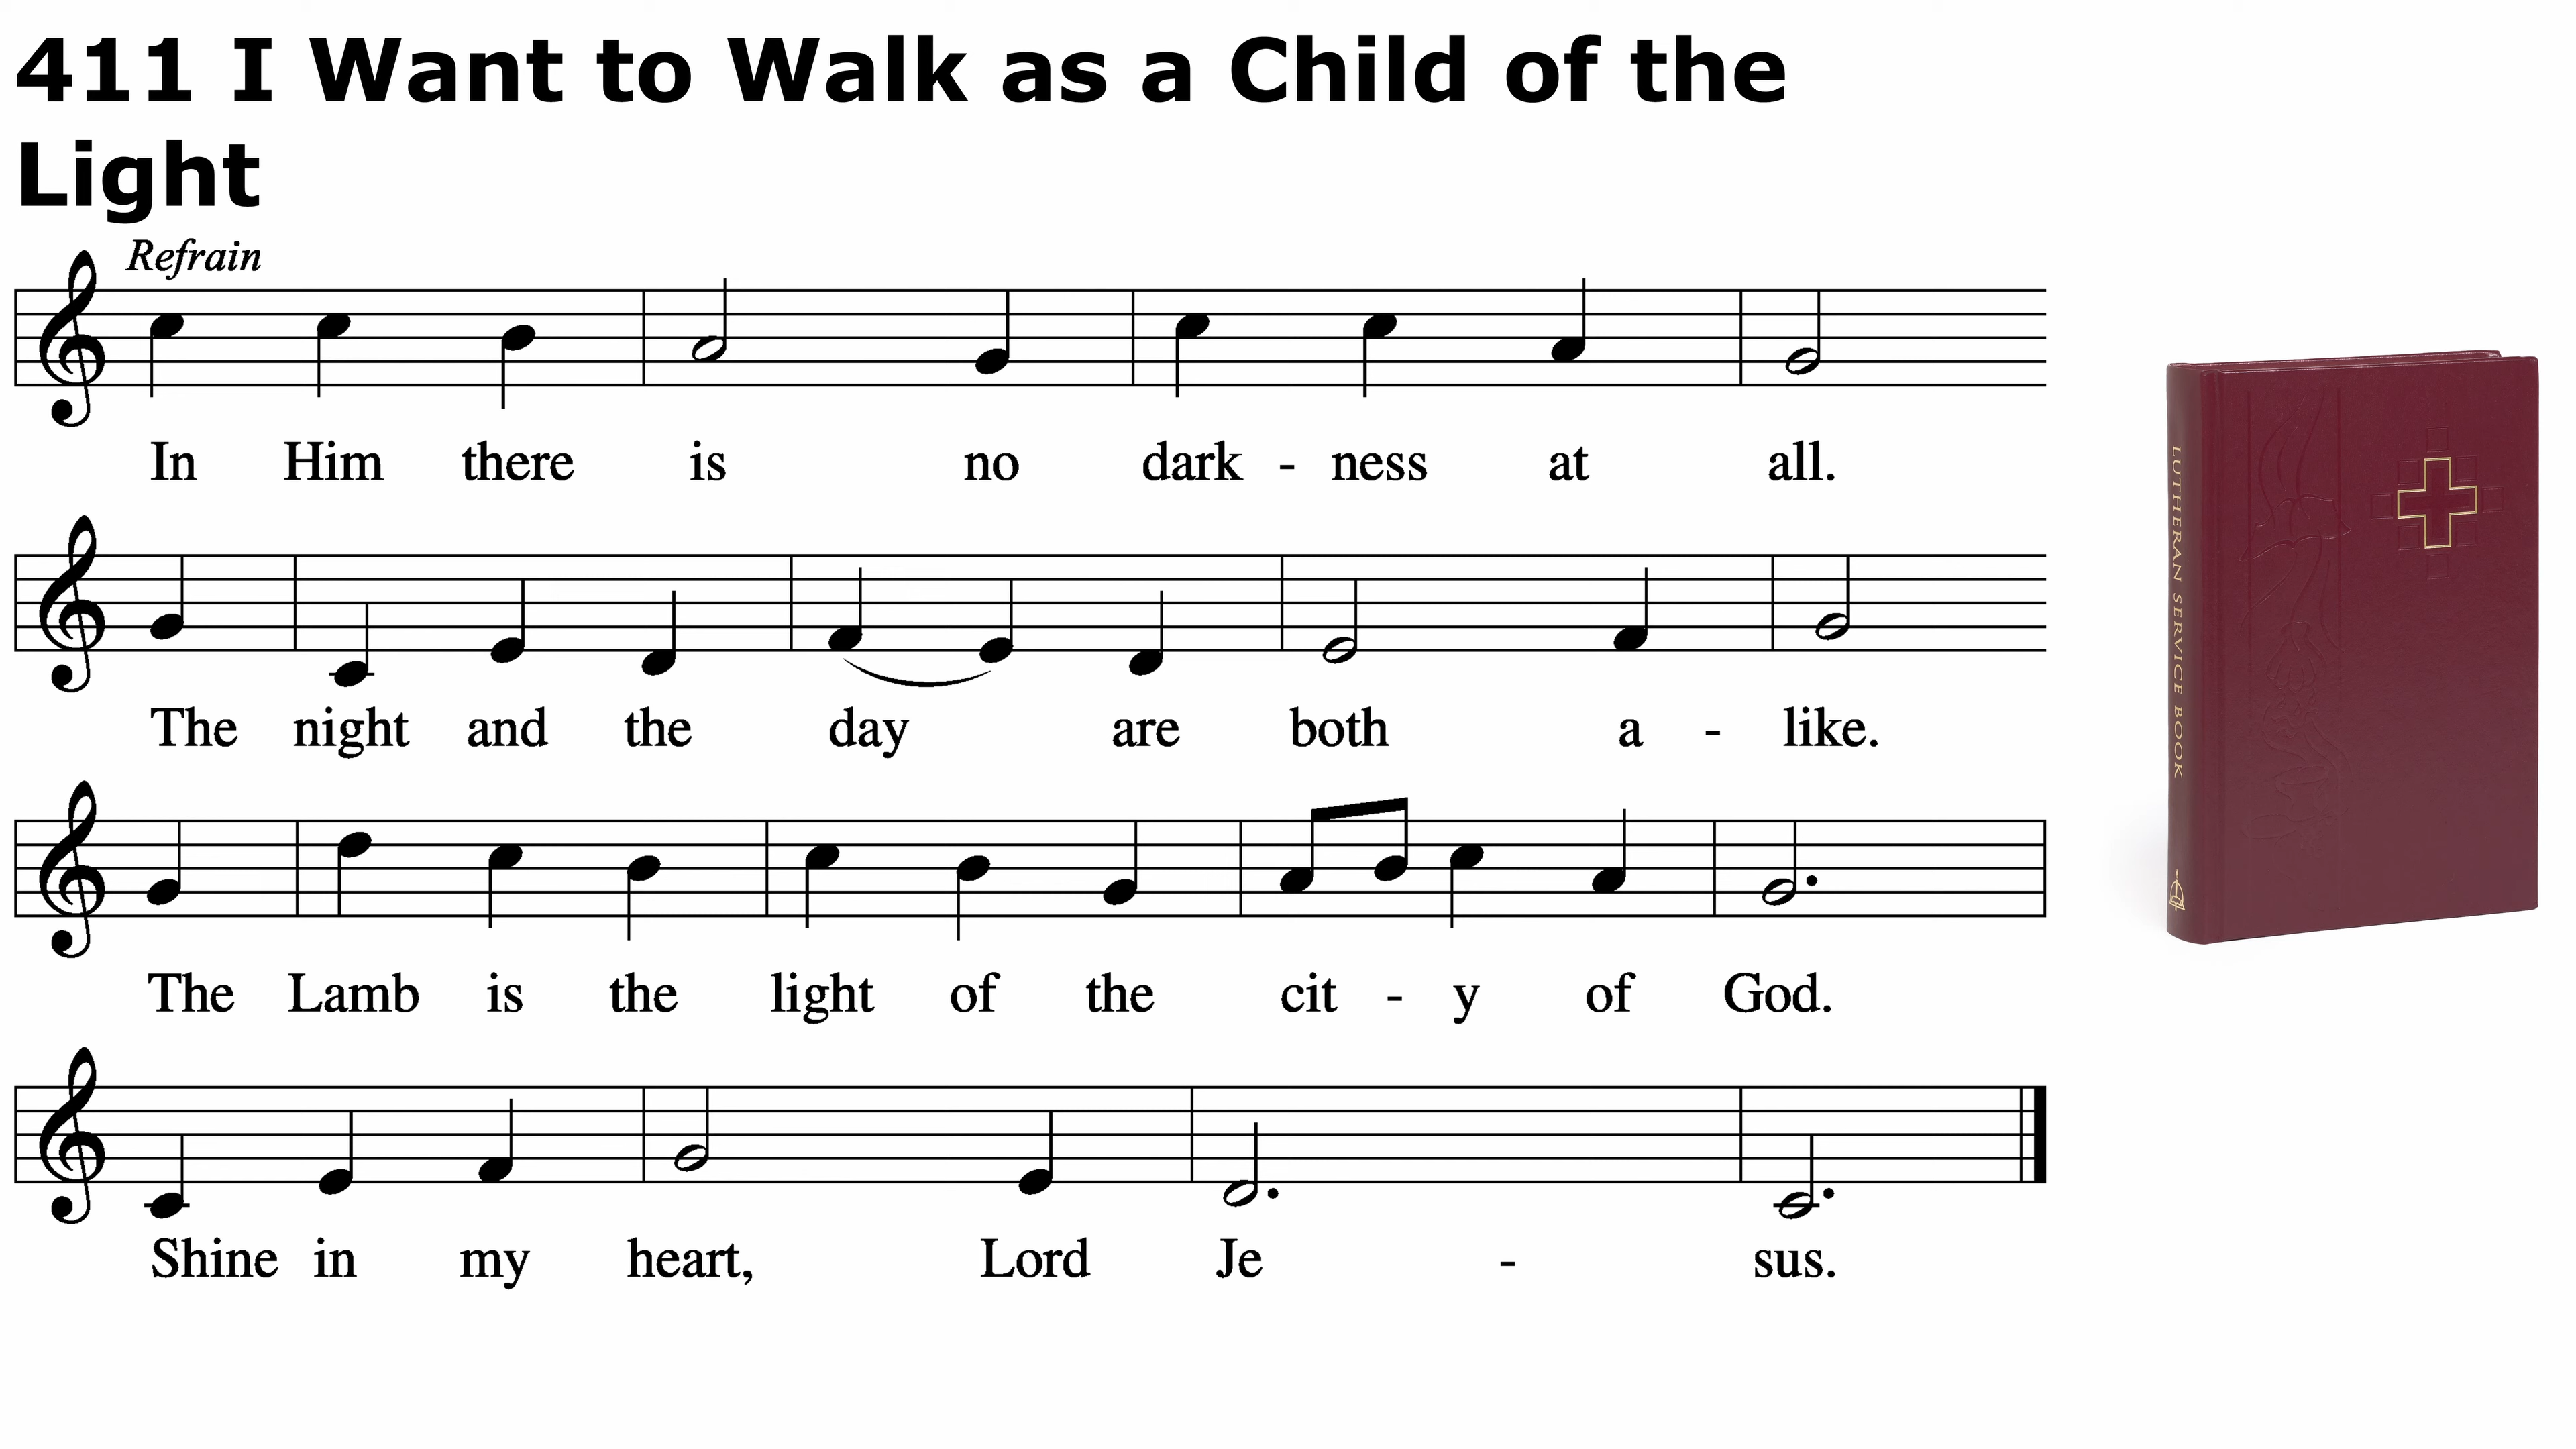 411 I Want to Walk as a Child of the
Light
Refrain
In Him there is no dark - ness at all.
The night and the day are both a - like.
The Lamb is the light of the cit - y of God.
Shine in my heart, Lord Je - sus.
LUTHERAN SERVICE BOOK